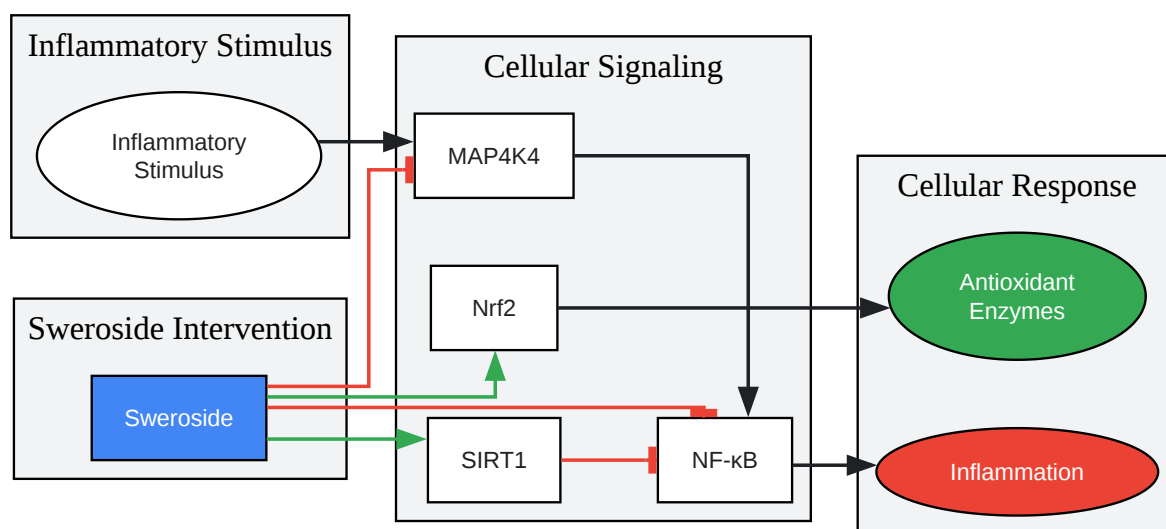 Inflammatory Stimulus
Inflammatory
Stimulus
Cellular Signaling
MAP4K4
Nrf2
SIRT1
NF-κB
Sweroside Intervention
Sweroside
Cellular Response
Antioxidant
Enzymes
Inflammation